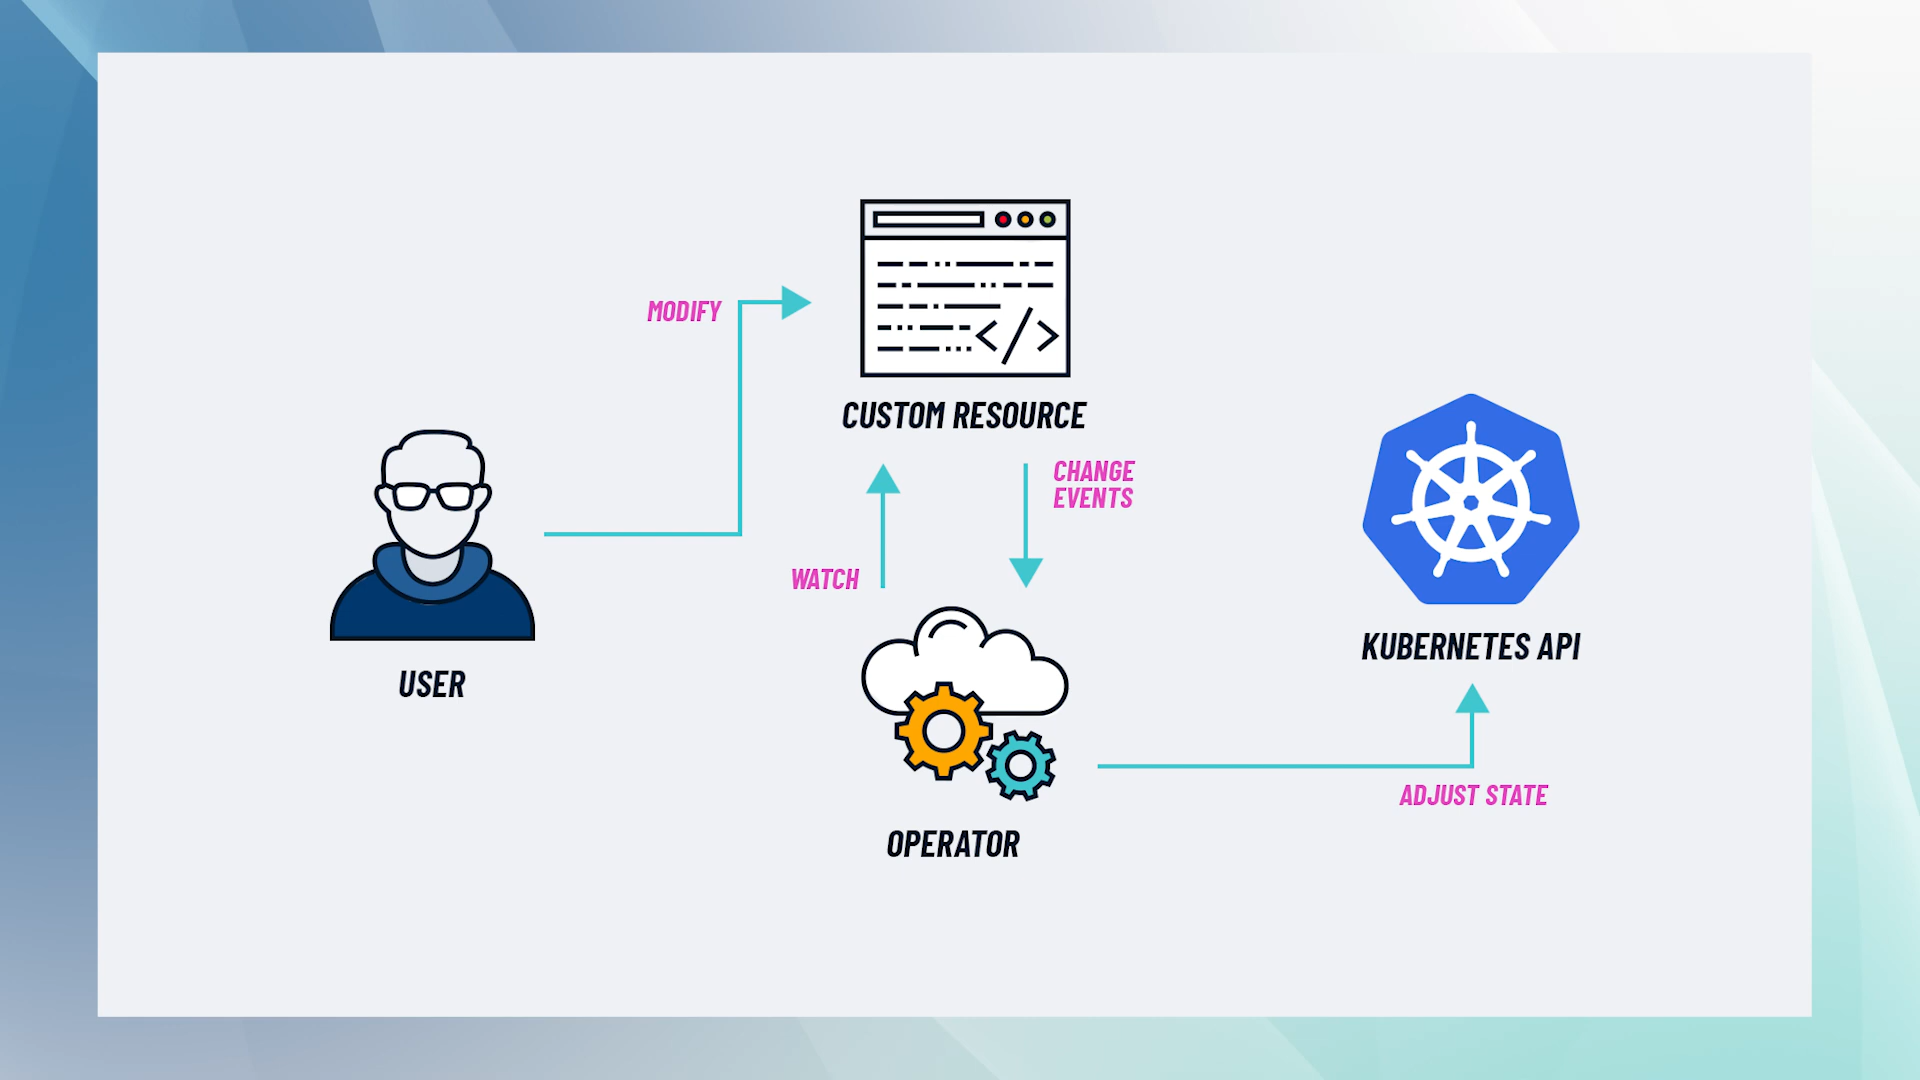 MODIFY
CUSTOM RESOURCE
CHANGE
EVENTS
WATCH
USER
KUBERNETES API
ADJUST STATE
OPERATOR